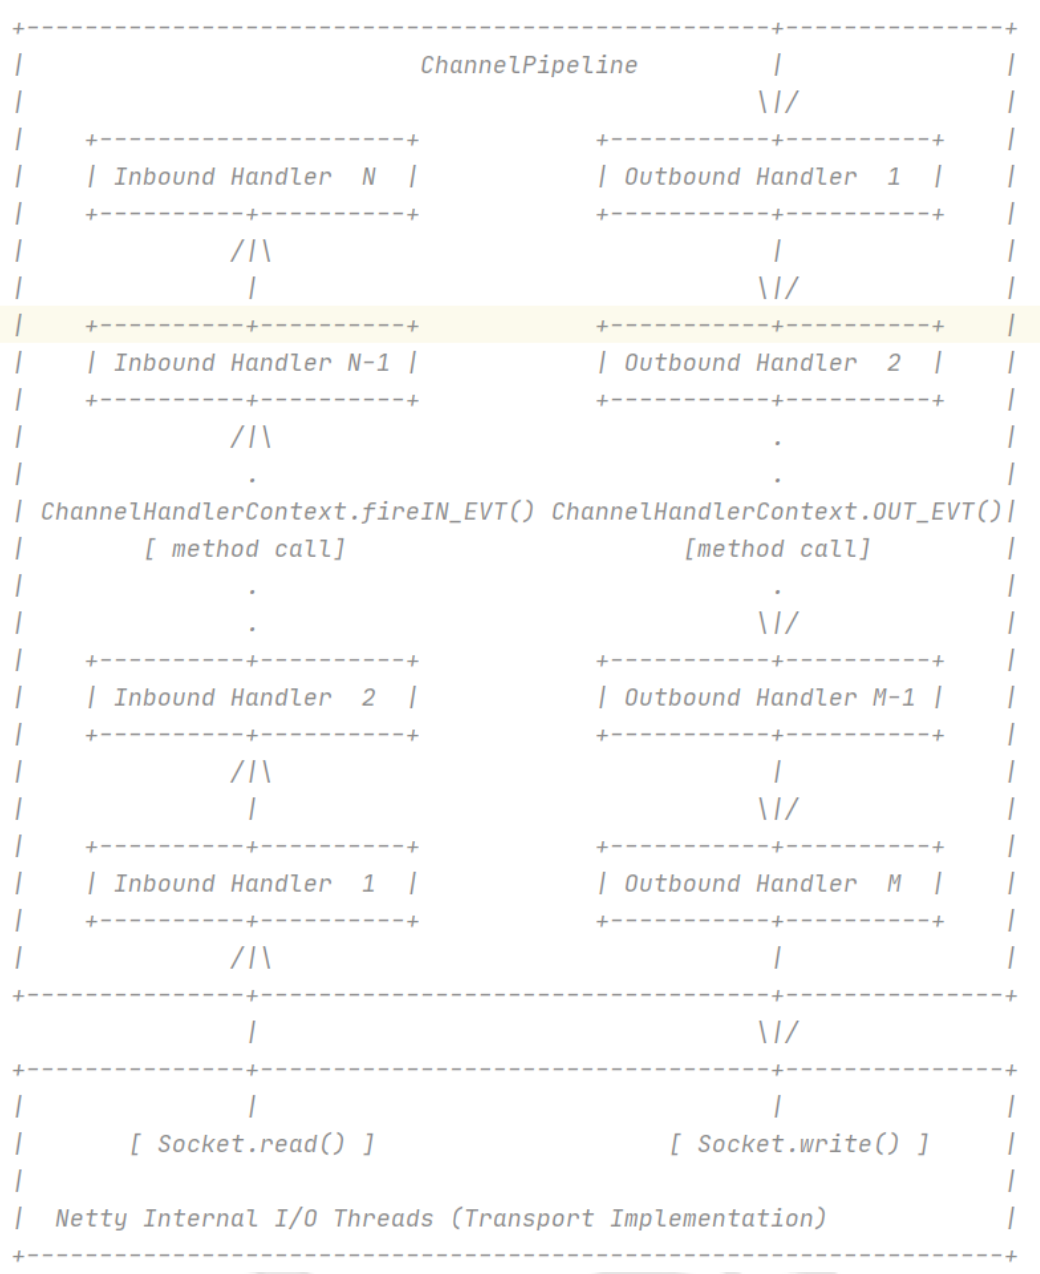 +---------------------------------------------------+---------------+
|                           ChannelPipeline         |               |
|                                                  \|/              |
|    +---------------------+            +-----------+----------+    |
|    | Inbound Handler  N  |            | Outbound Handler  1  |    |
|    +----------+----------+            +-----------+----------+    |
|              /|\                                  |               |
|               |                                  \|/              |
|    +----------+----------+            +-----------+----------+    |
|    | Inbound Handler N-1 |            | Outbound Handler  2  |    |
|    +----------+----------+            +-----------+----------+    |
|              /|\                                  .               |
|               .                                   .               |
| ChannelHandlerContext.fireIN_EVT() ChannelHandlerContext.OUT_EVT()|
|        [ method call]                       [method call]         |
|               .                                   .               |
|               .                                  \|/              |
|    +----------+----------+            +-----------+----------+    |
|    | Inbound Handler  2  |            | Outbound Handler M-1 |    |
|    +----------+----------+            +-----------+----------+    |
|              /|\                                  |               |
|               |                                  \|/              |
|    +----------+----------+            +-----------+----------+    |
|    | Inbound Handler  1  |            | Outbound Handler  M  |    |
|    +----------+----------+            +-----------+----------+    |
|              /|\                                  |               |
+---------------+-----------------------------------+---------------+
                |                                  \|/
+---------------+-----------------------------------+---------------+
|               |                                   |               |
|       [ Socket.read() ]                    [ Socket.write() ]     |
|                                                                   |
|  Netty Internal I/O Threads (Transport Implementation)            |
+-------------------------------------------------------------------+